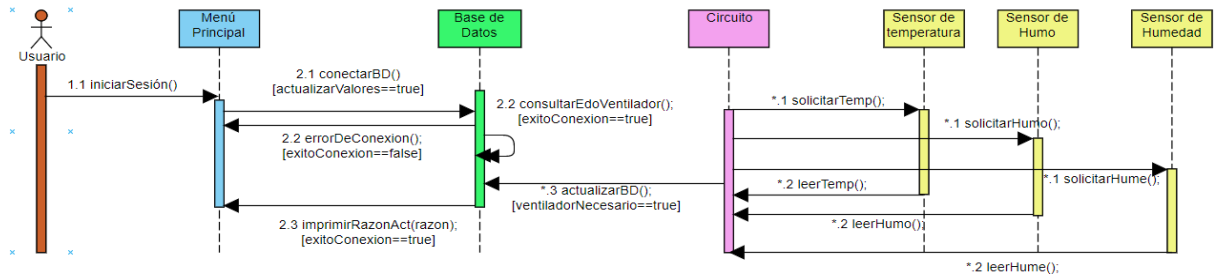 Usuario
Menú
Principal
Base de
Datos
Circuito
Sensor de
temperatura
Sensor de
Humo
Sensor de
Humedad
1.1 iniciarSesión()
2.1 conectarBD()
[actualizarValores==true]
2.2 consultarEdoVentilador();
[exitoConexion==true]
2.2 errorDeConexion();
[exitoConexion==false]
*.1 solicitarTemp();
*.1 solicitarHumo();
*.1 solicitarHume();
*.2 leerTemp();
*.3 actualizarBD();
[ventiladorNecesario==true]
*.2 leerHumo();
2.3 imprimirRazonAct(razon);
[exitoConexion==true]
*.2 leerHume();